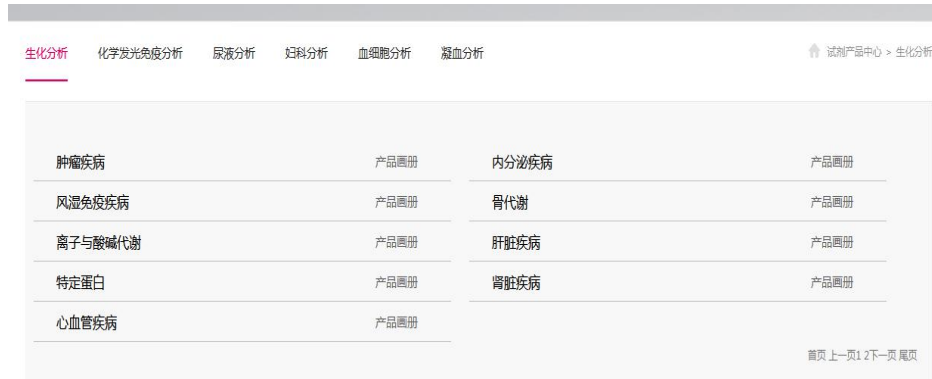 生化分析 化学发光免疫分析 尿液分析 妇科分析 血细胞分析 凝血分析 试剂产品中心 > 生化分析
肿瘤疾病 产品画册 内分泌疾病 产品画册
风湿免疫疾病 产品画册 骨代谢 产品画册
离子与酸碱代谢 产品画册 肝脏疾病 产品画册
特定蛋白 产品画册 肾脏疾病 产品画册
心血管疾病 产品画册
首页 上一页1 2下一页 尾页